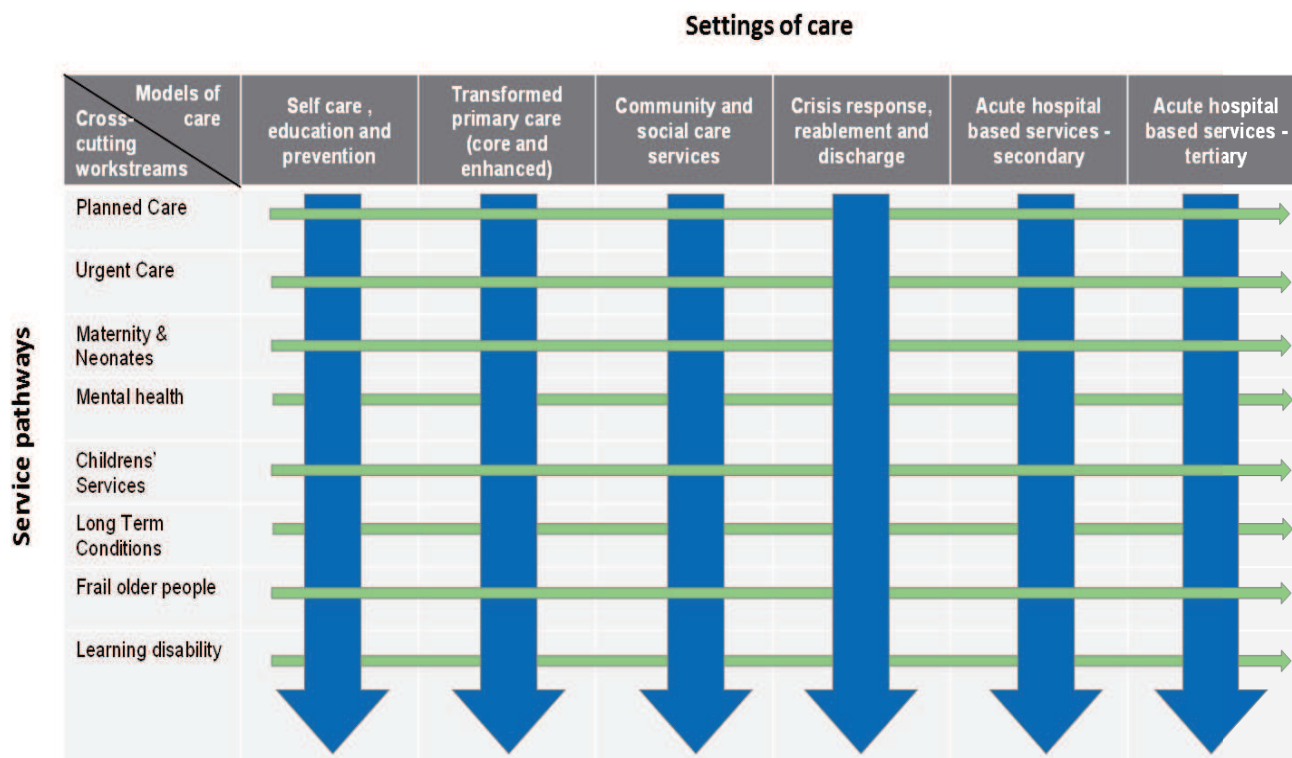 Settings of care
Models of
care
Cross-
cutting
workstreams
Self care ,
education and
prevention
Transformed
primary care
(core and
enhanced)
Community and
social care
services
Crisis response,
reablement and
discharge
Acute hospital
based services -
secondary
Acute hospital
based services -
tertiary
Service pathways
Planned Care
Urgent Care
Maternity &
Neonates
Mental health
Childrens'
Services
Long Term
Conditions
Frail older people
Learning disability